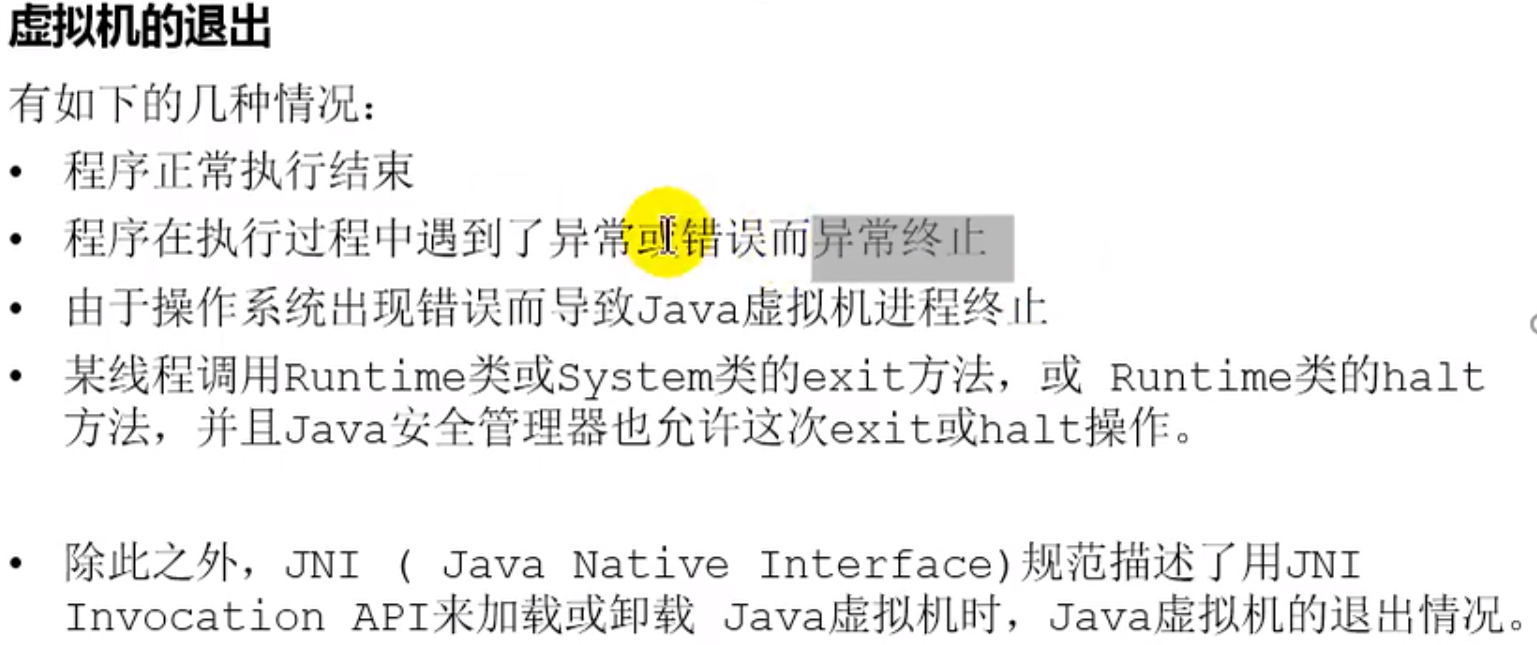 虚拟机的退出
有如下的几种情况：
• 程序正常执行结束
• 程序在执行过程中遇到了异常或错误而异常终止
• 由于操作系统出现错误而导致Java虚拟机进程终止
• 某线程调用Runtime类或System类的exit方法，或 Runtime类的halt
方法，并且Java安全管理器也允许这次exit或halt操作。
• 除此之外，JNI ( Java Native Interface)规范描述了用JNI
Invocation API来加载或卸载 Java虚拟机时，Java虚拟机的退出情况。